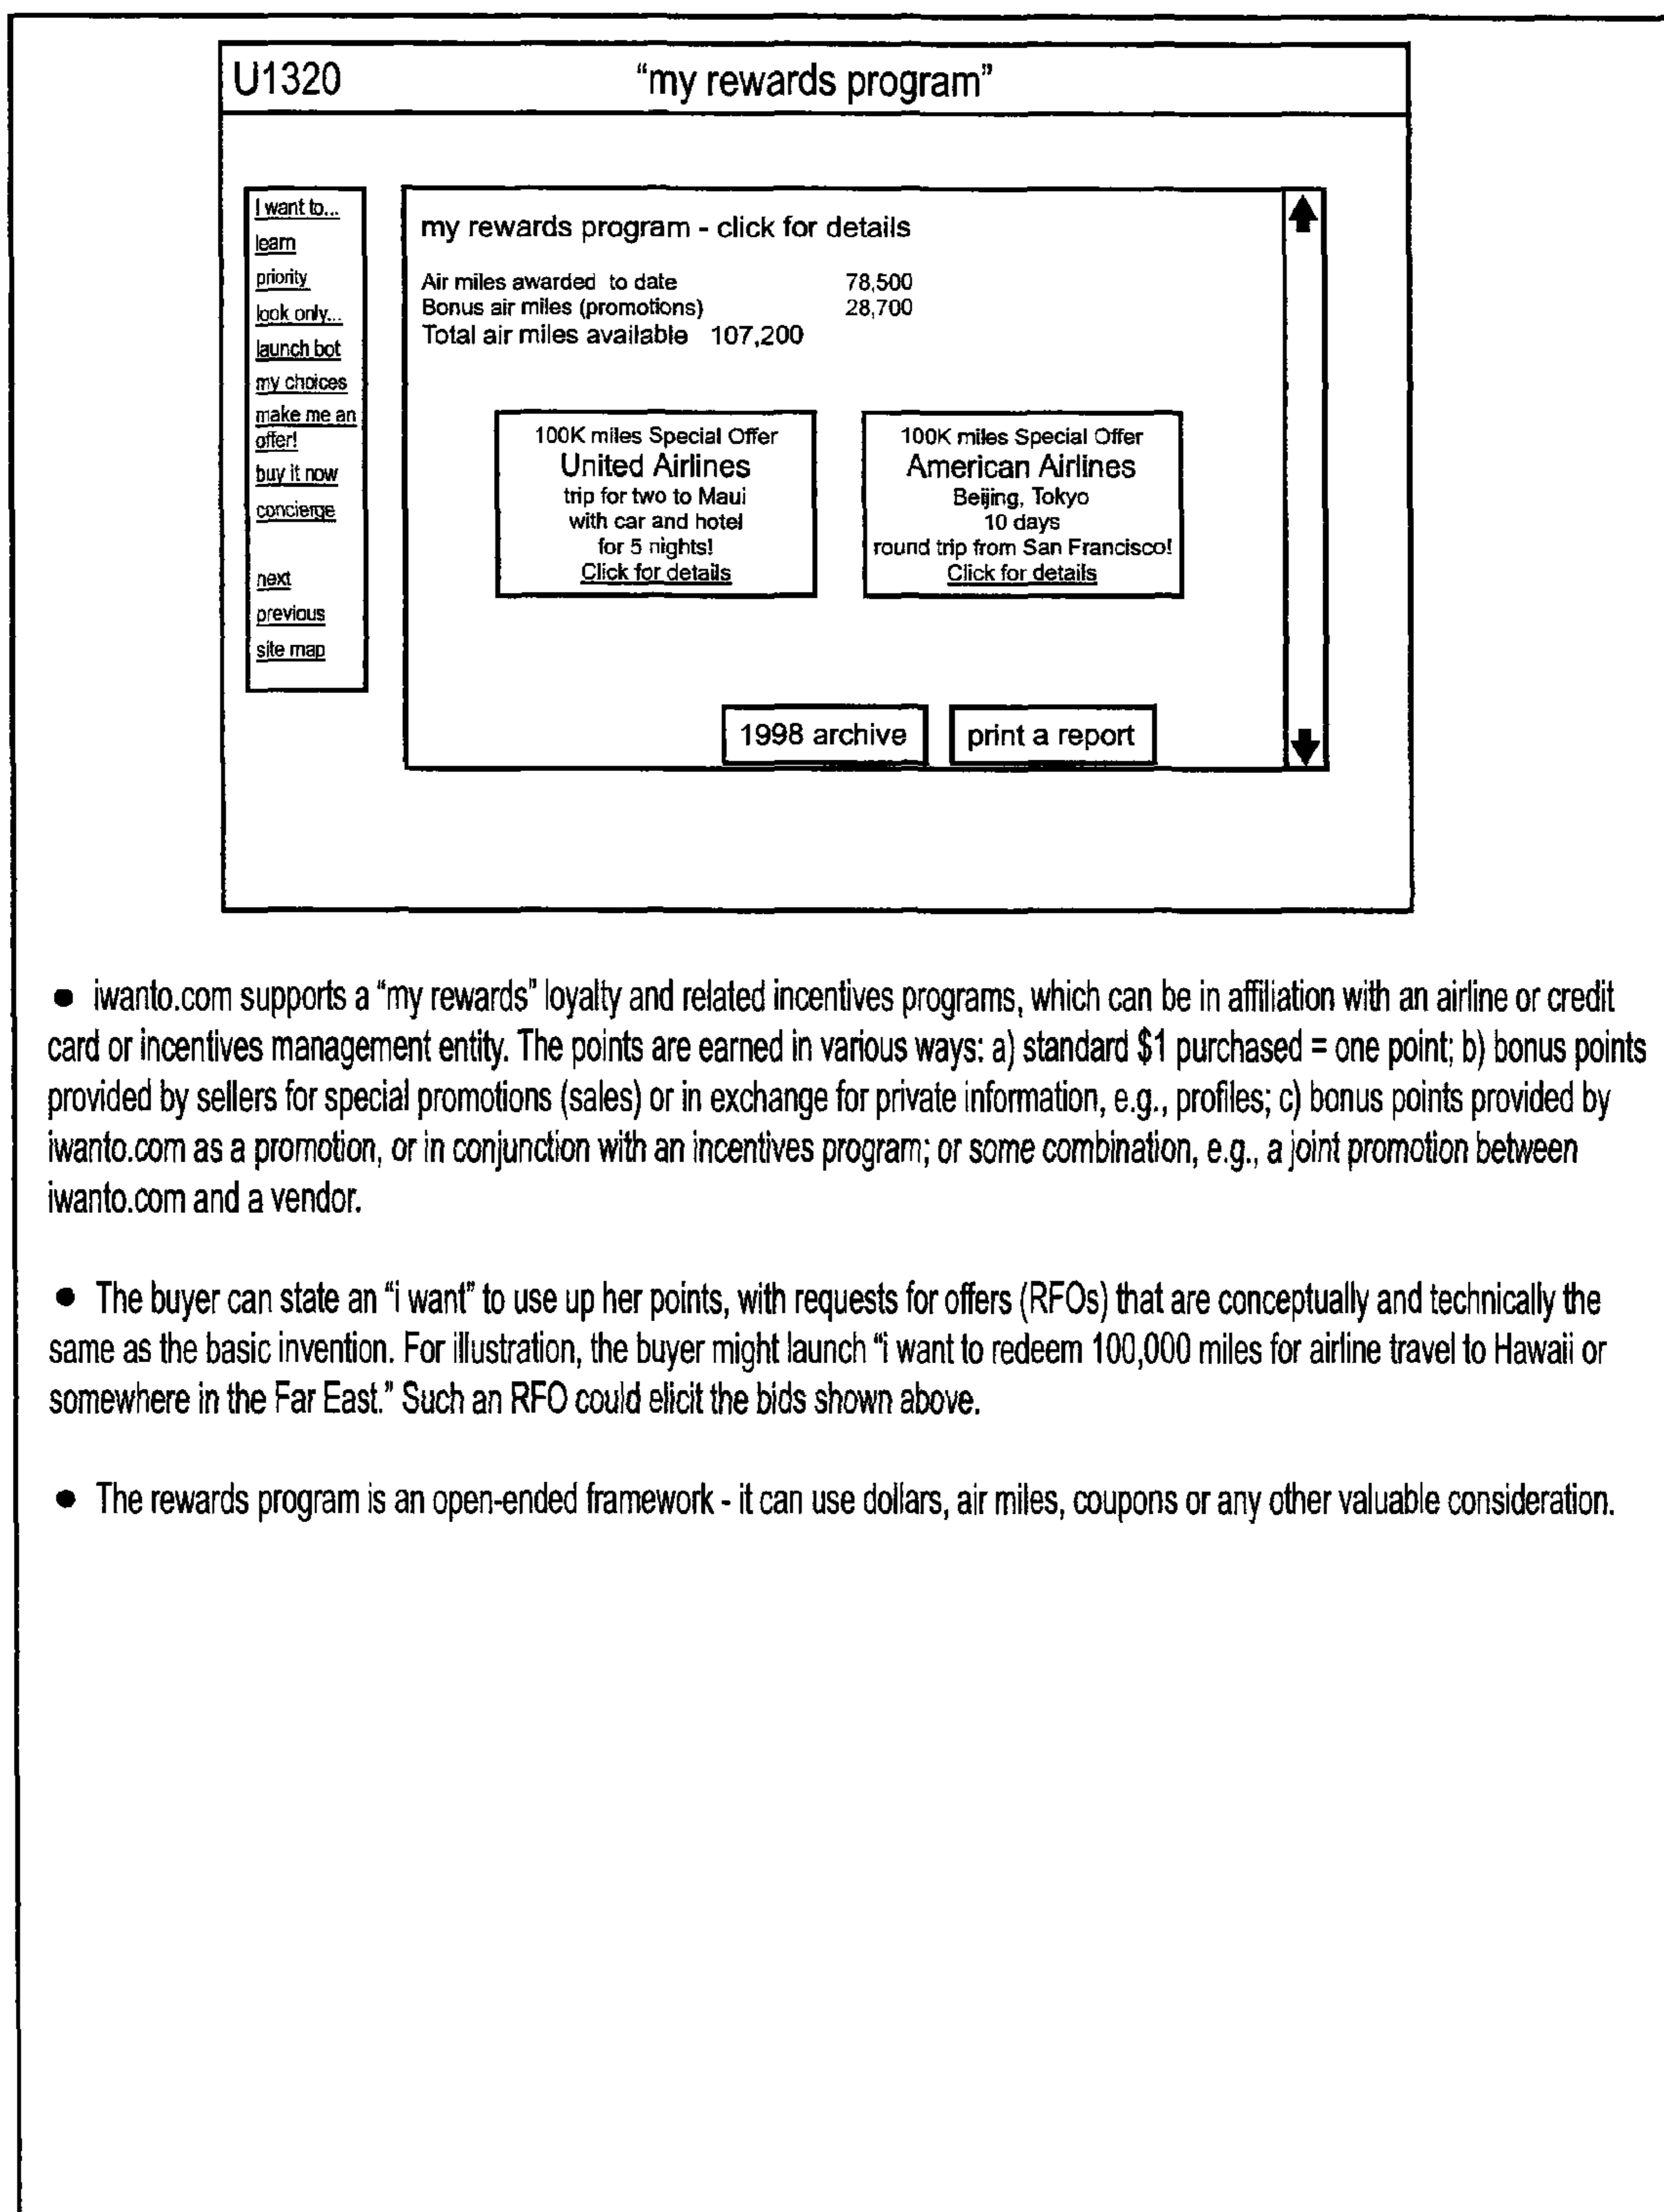 U1320 “my rewards program”
I want to...
learn
priority
look only...
launch bot
my choices
make me an
offer!
buy it now
concierge
next
previous
site map
my rewards program - click for details
Air miles awarded to date 78,500
Bonus air miles (promotions) 28,700
Total air miles available 107,200
100K miles Special Offer
United Airlines
trip for two to Maui
with car and hotel
for 5 nights!
Click for details
100K miles Special Offer
American Airlines
Beijing, Tokyo
10 days
round trip from San Francisco!
Click for details
1998 archive
print a report
● iwanto.com supports a “my rewards” loyalty and related incentives programs, which can be in affiliation with an airline or credit
card or incentives management entity. The points are earned in various ways: a) standard $1 purchased = one point; b) bonus points
provided by sellers for special promotions (sales) or in exchange for private information, e.g., profiles; c) bonus points provided by
iwanto.com as a promotion, or in conjunction with an incentives program; or some combination, e.g., a joint promotion between
iwanto.com and a vendor.
● The buyer can state an “i want” to use up her points, with requests for offers (RFOs) that are conceptually and technically the
same as the basic invention. For illustration, the buyer might launch “i want to redeem 100,000 miles for airline travel to Hawaii or
somewhere in the Far East.” Such an RFO could elicit the bids shown above.
● The rewards program is an open-ended framework - it can use dollars, air miles, coupons or any other valuable consideration.